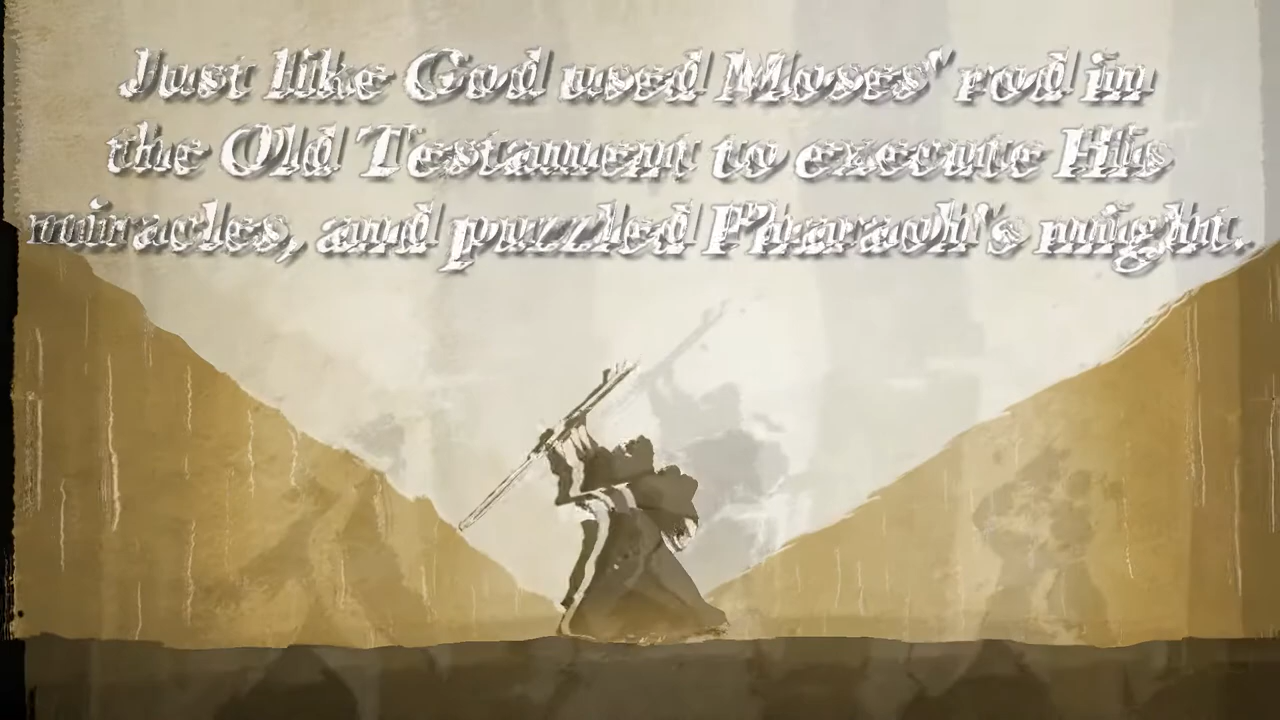 Just like God used Moses' rod in
the Old Testament to execute His
miracles, and puzzled Pharaoh's might.